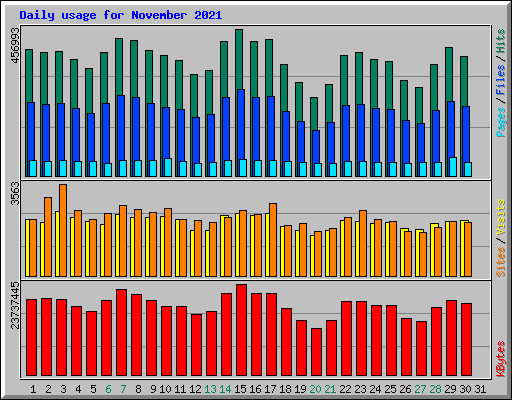 Daily usage for November 2021
456993
Pages / Files / Hits
3563
Sites / Visits
23737445
KBytes
1 2 3 4 5 6 7 8 9 10 11 12 13 14 15 16 17 18 19 20 21 22 23 24 25 26 27 28 29 30 31